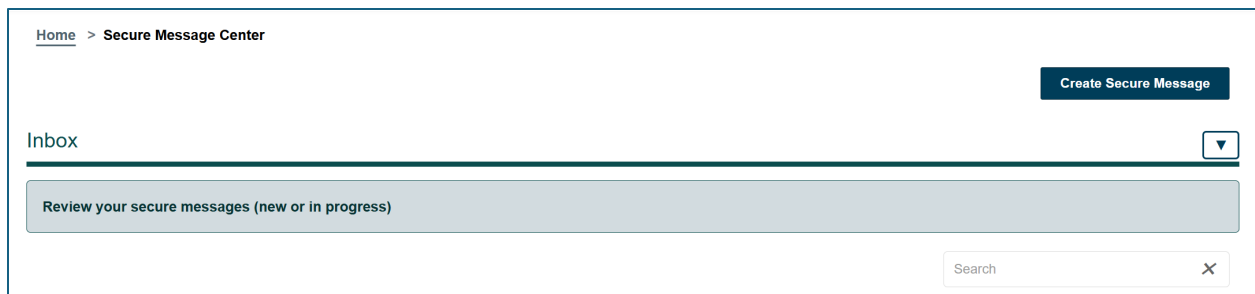 Home > Secure Message Center
Create Secure Message
Inbox
Review your secure messages (new or in progress)
Search